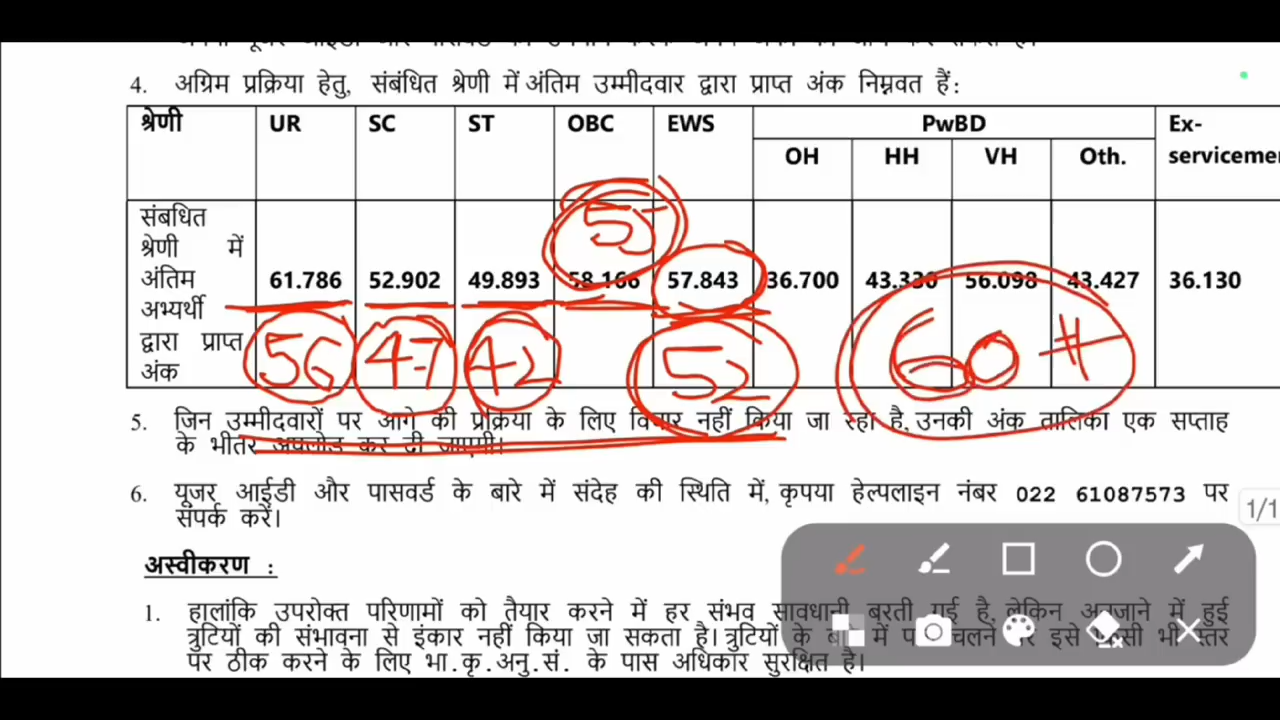 4. अग्रिम प्रक्रिया हेतु, संबंधित श्रेणी में अंतिम उम्मीदवार द्वारा प्राप्त अंक निम्नवत हैं:
श्रेणी UR SC ST OBC EWS PwBD Ex-
OH HH VH Oth. servicemen
संबधित
श्रेणी में
अंतिम
अभ्यर्थी
द्वारा प्राप्त
अंक
61.786 52.902 49.893 58.166 57.843 36.700 43.330 56.098 43.427 36.130
55
56 47 42 52 60 #
5. जिन उम्मीदवारों पर आगे की प्रक्रिया के लिए विचार नहीं किया जा रहा है, उनकी अंक तालिका एक सप्ताह
के भीतर अपलोड कर दी जाएगी।
6. यूजर आईडी और पासवर्ड के बारे में संदेह की स्थिति में, कृपया हेल्पलाइन नंबर 022 61087573 पर
संपर्क करें।
1/1
अस्वीकरण :
1. हालांकि उपरोक्त परिणामों को तैयार करने में हर संभव सावधानी बरती गई है, लेकिन अनजाने में हुई
त्रुटियों की संभावना से इंकार नहीं किया जा सकता है। त्रुटियों के में इसे भी स्तर
पर ठीक करने के लिए भा.कृ.अनु.सं. के पास अधिकार सुरक्षित है।